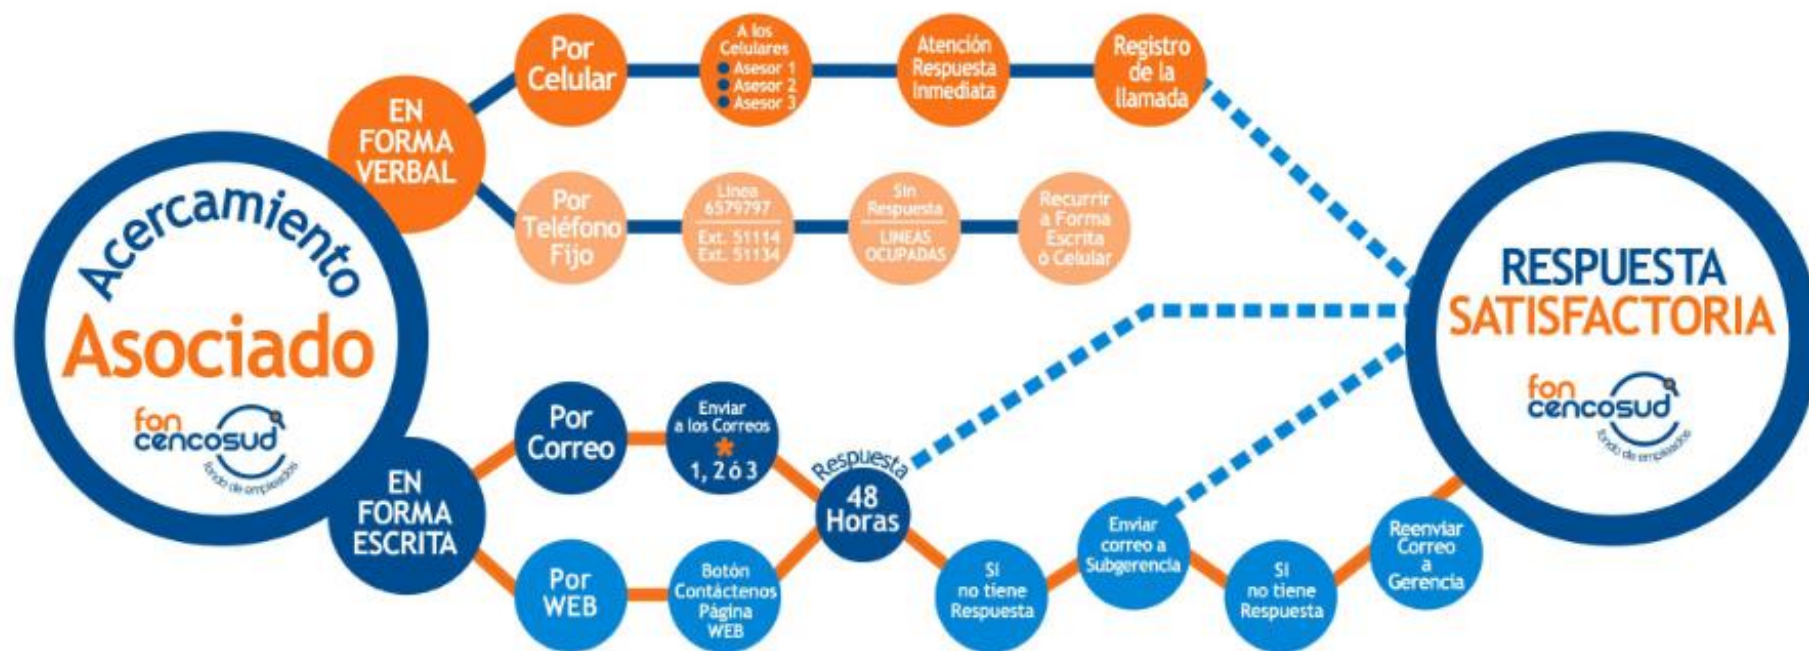 Acercamiento
Asociado
fon
cencosud
fondo de empleados
EN
FORMA
VERBAL
Por
Celular
A los
Celulares
Asesor 1
Asesor 2
Asesor 3
Atención
Respuesta
Inmediata
Registro
de la
llamada
Por
Teléfono
Fijo
Línea
6579797
Ext. 51114
Ext. 51134
Sin
Respuesta
LINEAS
OCUPADAS
Recurrir
a Forma
Escrita
ó Celular
EN
FORMA
ESCRITA
Por
Correo
Enviar
a los Correos
*
1, 2 ó 3
Por
WEB
Botón
Contáctenos
Página
WEB
Respuesta
48
Horas
SI
no tiene
Respuesta
Enviar
correo a
Subgerencia
SI
no tiene
Respuesta
Reenviar
Correo
a
Gerencia
RESPUESTA
SATISFACTORIA
fon
cencosud
fondo de empleados